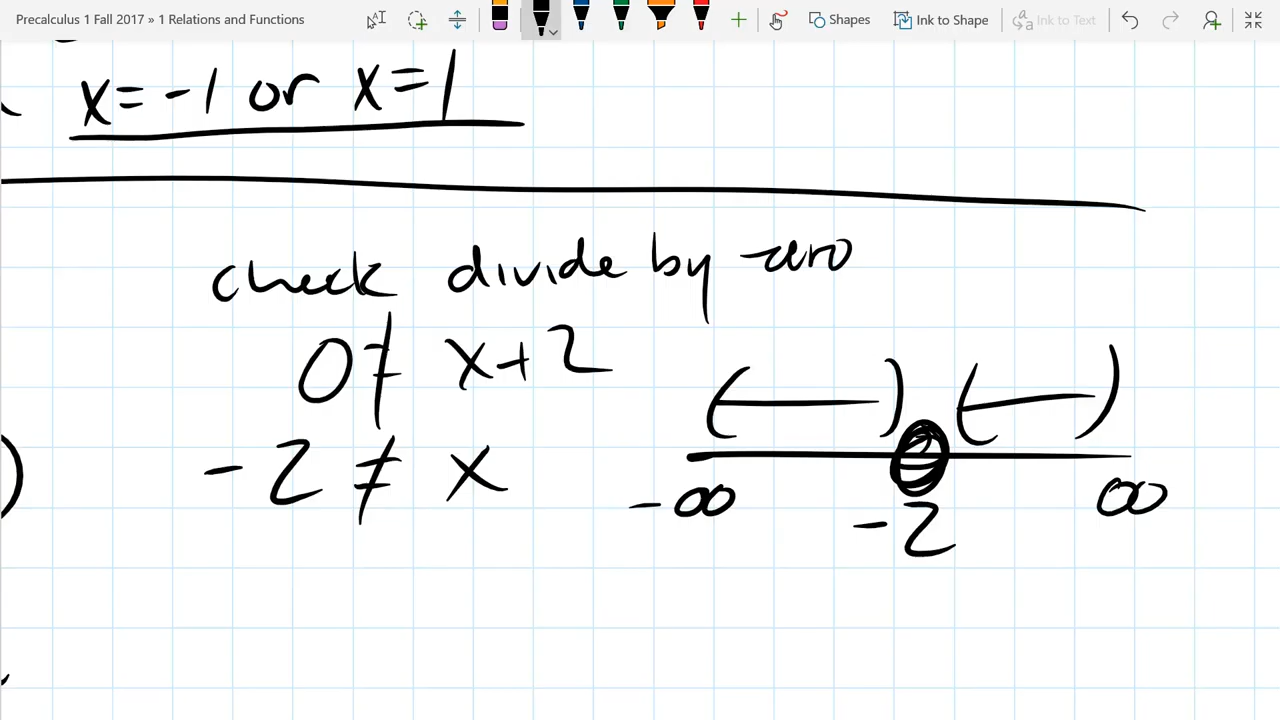 Precalculus 1 Fall 2017 » 1 Relations and Functions
Shapes
Ink to Shape
Ink to Text
x = -1 or x = 1
check divide by zero
0 ≠ x+2
-2 ≠ x
( ) ( )
-∞ -2 ∞